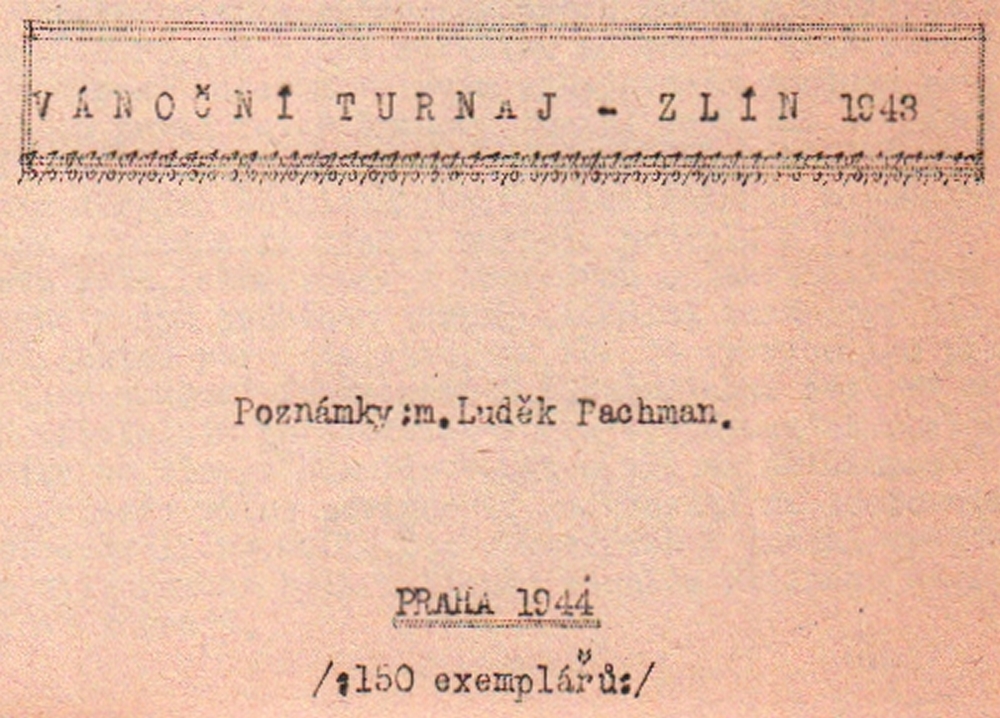 VÁNOČNÍ TURNAJ - ZLÍN 1943
Poznámky:m.Luděk Pachman.
PRAHA 1944
/:150 exemplářů:/